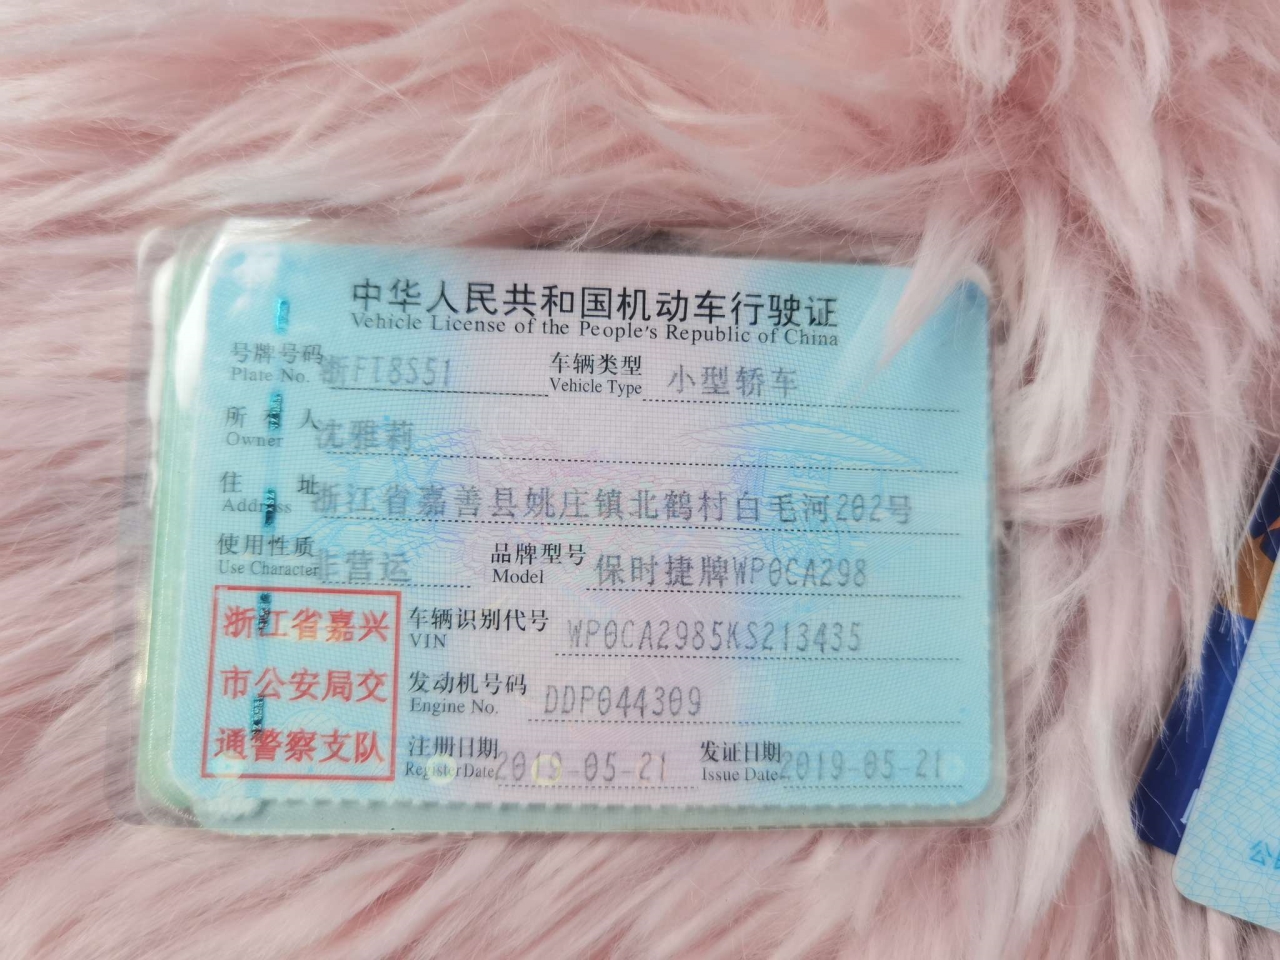 中华人民共和国机动车行驶证
Vehicle License of the People's Republic of China
号牌号码 浙FT8S51 车辆类型 小型轿车
Plate No. Vehicle Type
所有人 沈雅莉
Owner
住址 浙江省嘉善县姚庄镇北鹤村白毛河202号
Address
使用性质 非营运 品牌型号 保时捷牌WP0CA298
Use Character Model
浙江省嘉兴
市公安局交
通警察支队
车辆识别代号 WP0CA2985KS213435
VIN
发动机号码 DDP044309
Engine No.
注册日期 2019-05-21 发证日期 2019-05-21
Register Date Issue Date